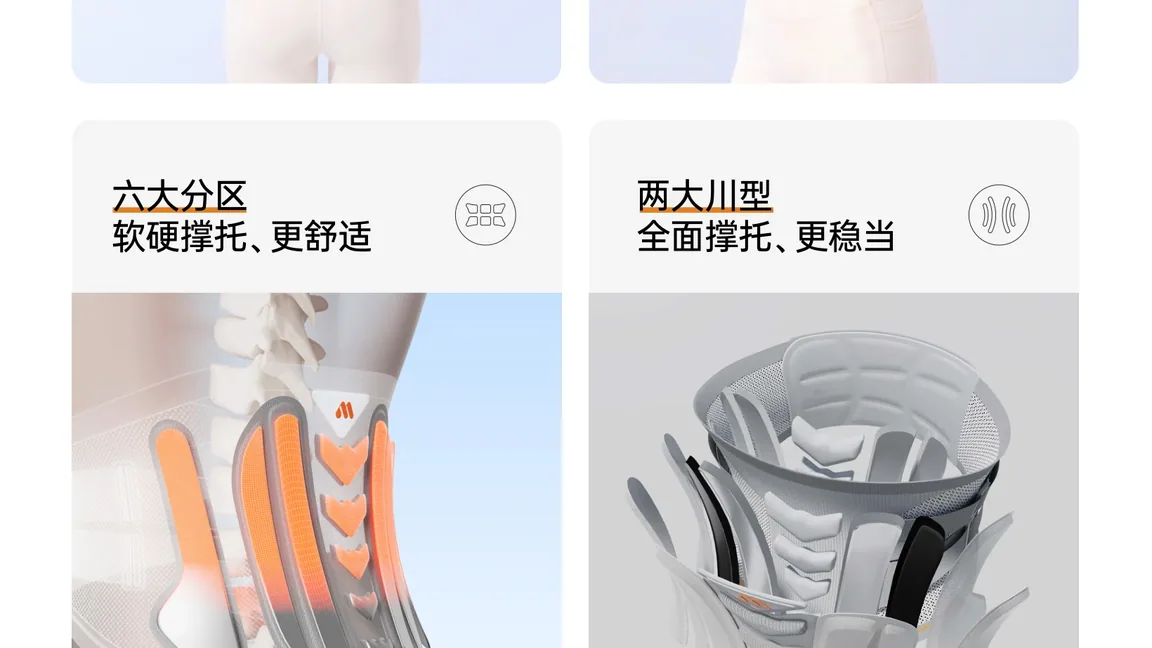 六大分区
软硬撑托、更舒适
两大川型
全面撑托、更稳当